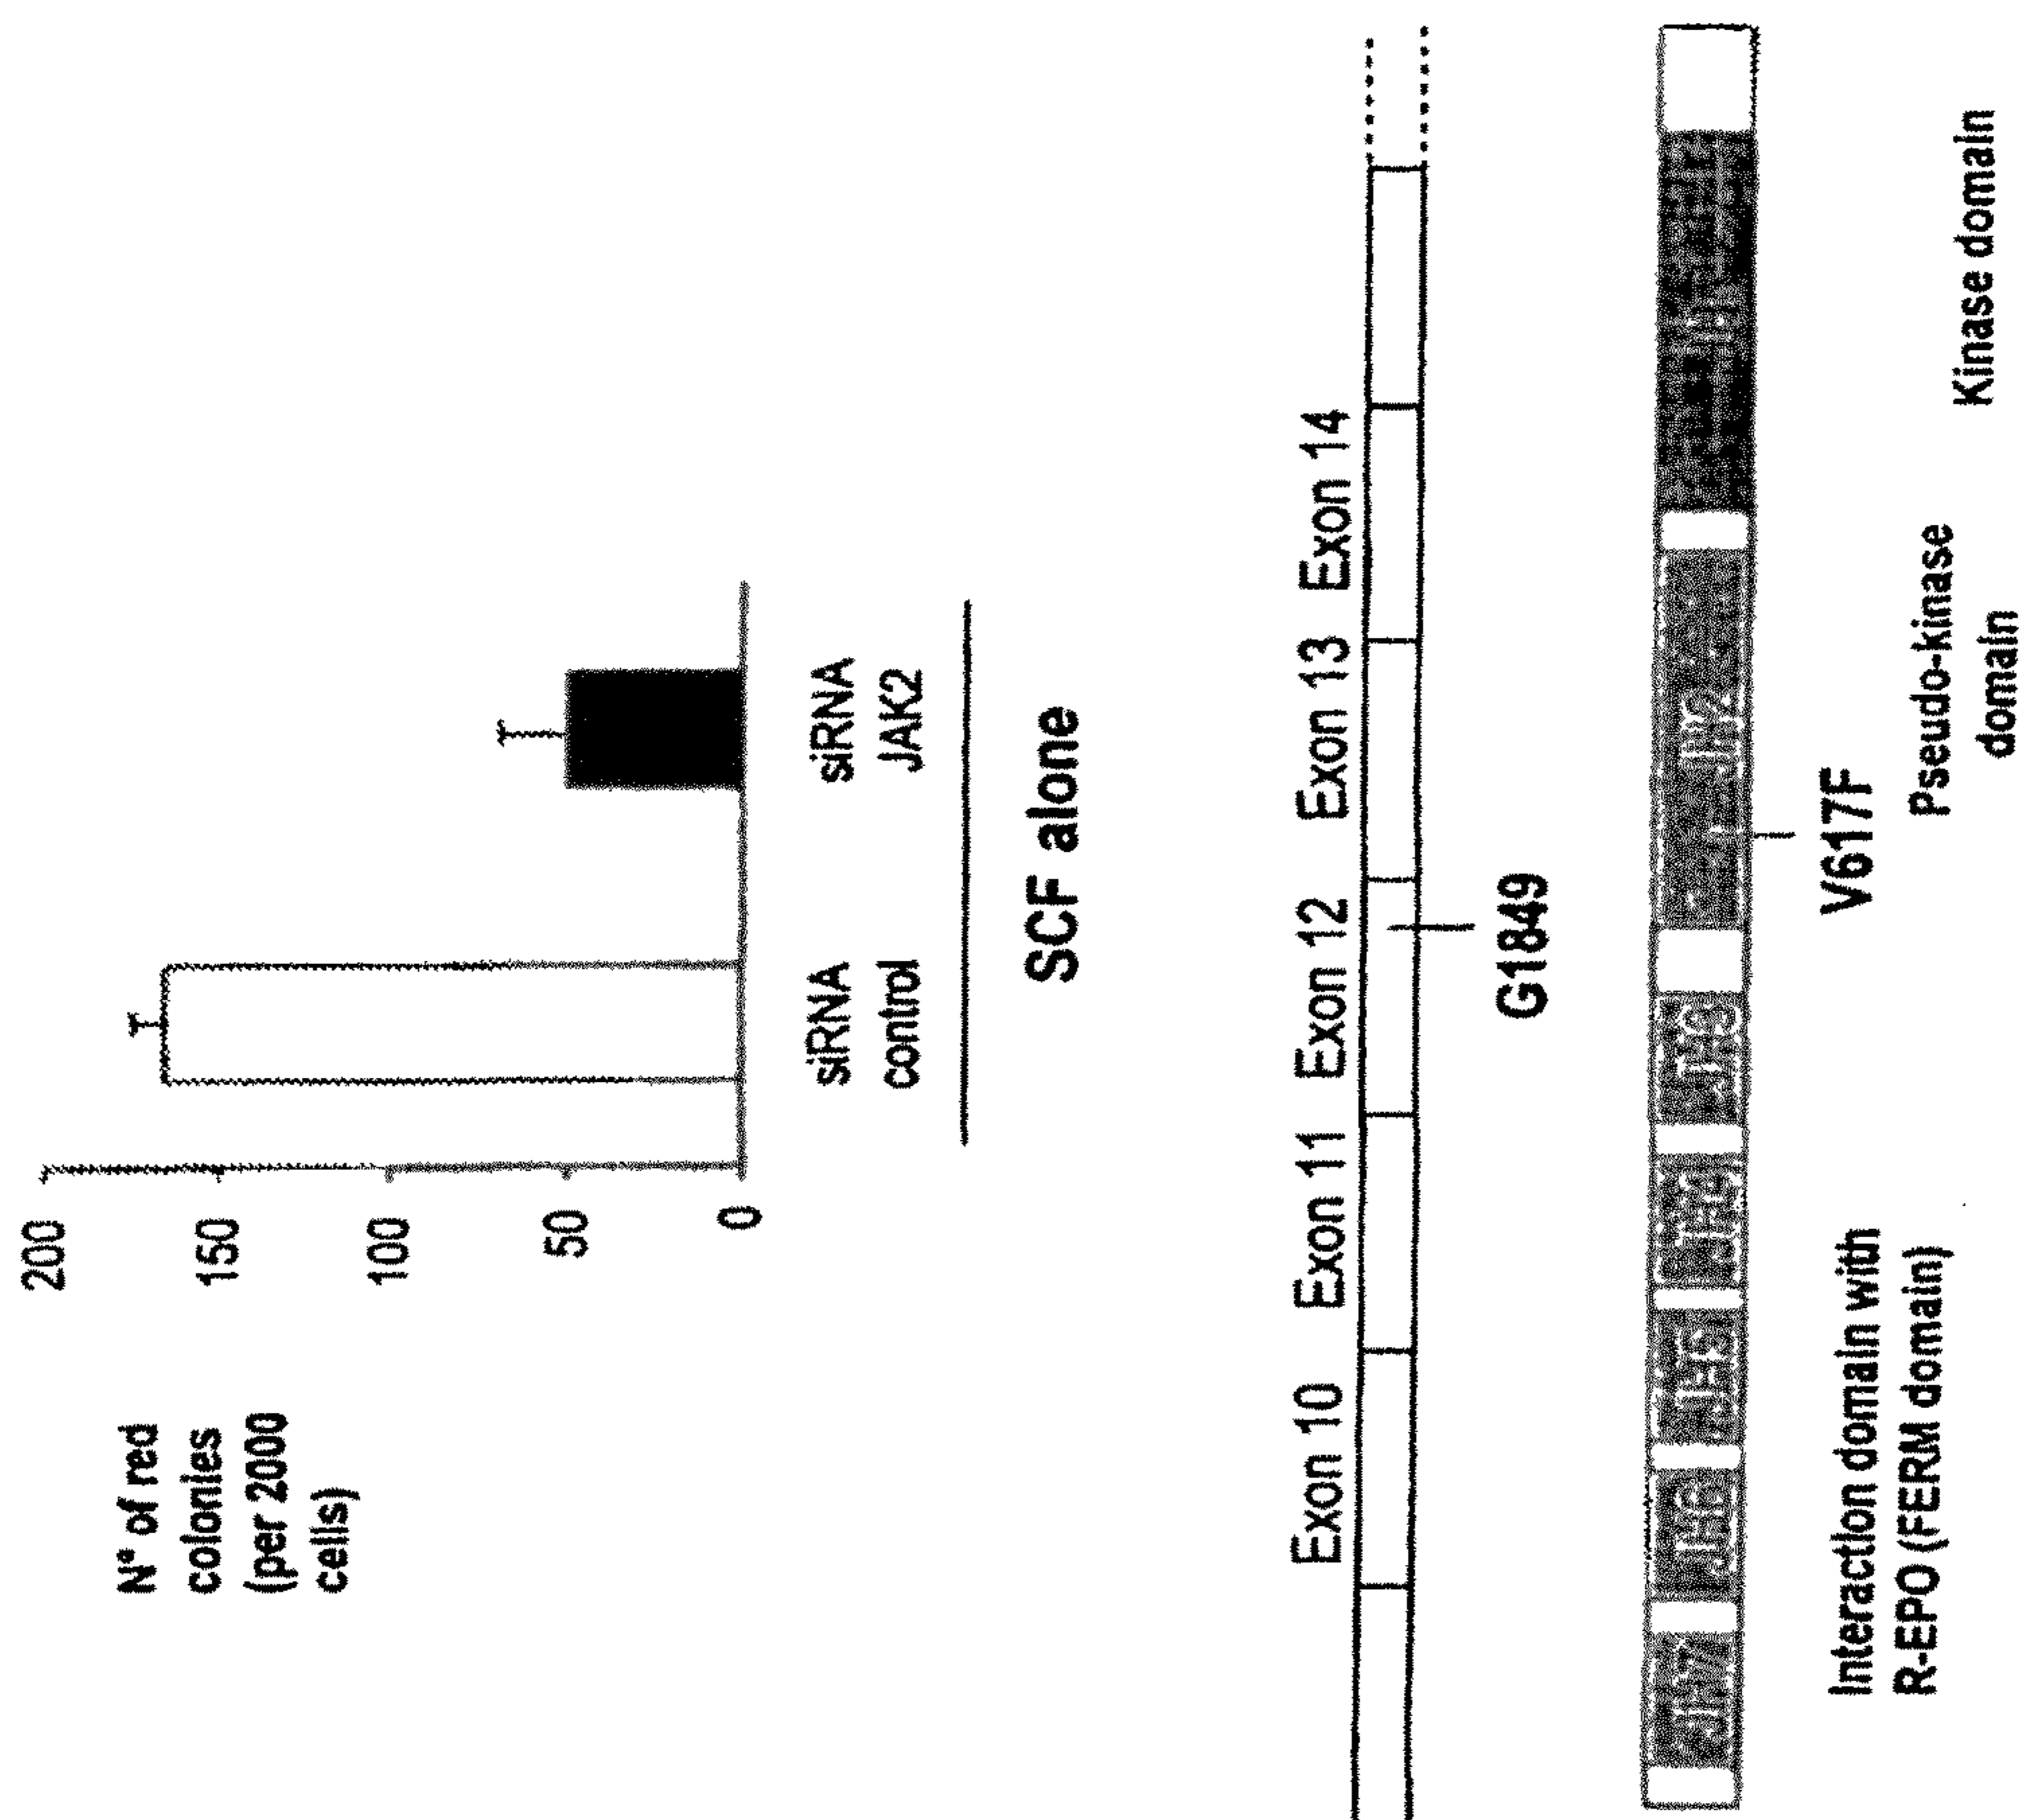 N° of red
colonies
(per 2000
cells)
200
150
100
50
0
siRNA
control
siRNA
JAK2
SCF alone
Exon 10 Exon 11 Exon 12 Exon 13 Exon 14
G1849
JH7 JH6 JH5 JH4 JH3 JH2
V617F
Interaction domain with
R-EPO (FERM domain)
Pseudo-kinase
domain
Kinase domain